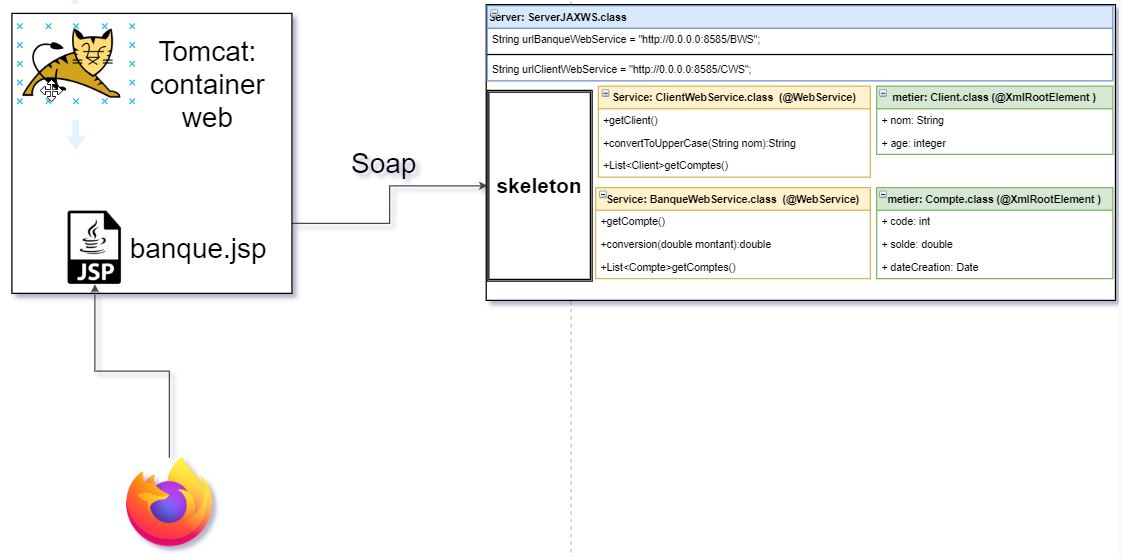 Tomcat:
container
web
JSP
banque.jsp
Soap
Server: ServerJAXWS.class
String urlBanqueWebService = "http://0.0.0.0:8585/BWS";
String urlClientWebService = "http://0.0.0.0:8585/CWS";
skeleton
Service: ClientWebService.class (@WebService)
+getClient()
+convertToUpperCase(String nom):String
+List<Client>getComptes()
metier: Client.class (@XmlRootElement )
+ nom: String
+ age: integer
Service: BanqueWebService.class (@WebService)
+getCompte()
+conversion(double montant):double
+List<Compte>getComptes()
metier: Compte.class (@XmlRootElement )
+ code: int
+ solde: double
+ dateCreation: Date